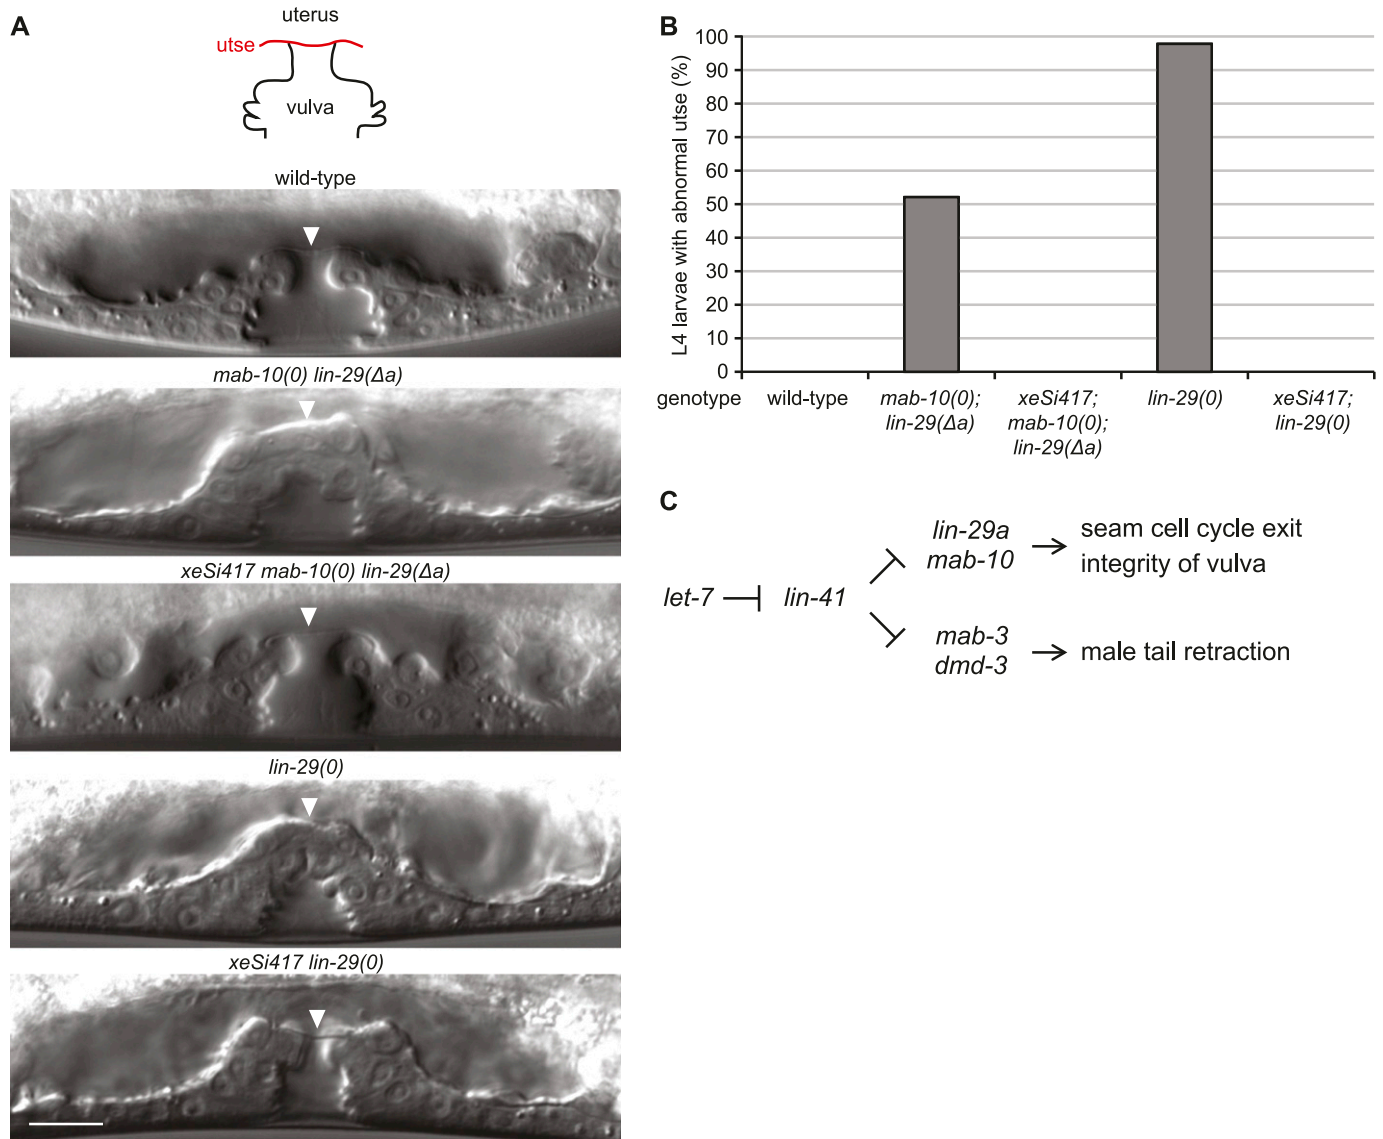 A
uterus
utse
vulva
wild-type
mab-10(0) lin-29(Δa)
xeSi417 mab-10(0) lin-29(Δa)
lin-29(0)
xeSi417 lin-29(0)
B
L4 larvae with abnormal utse (%)
100
90
80
70
60
50
40
30
20
10
0
genotype wild-type mab-10(0); xeSi417; lin-29(0) xeSi417;
lin-29(Δa) mab-10(0); lin-29(0)
lin-29(Δa)
C
lin-29a seam cell cycle exit
mab-10 integrity of vulva
let-7 lin-41
mab-3 male tail retraction
dmd-3